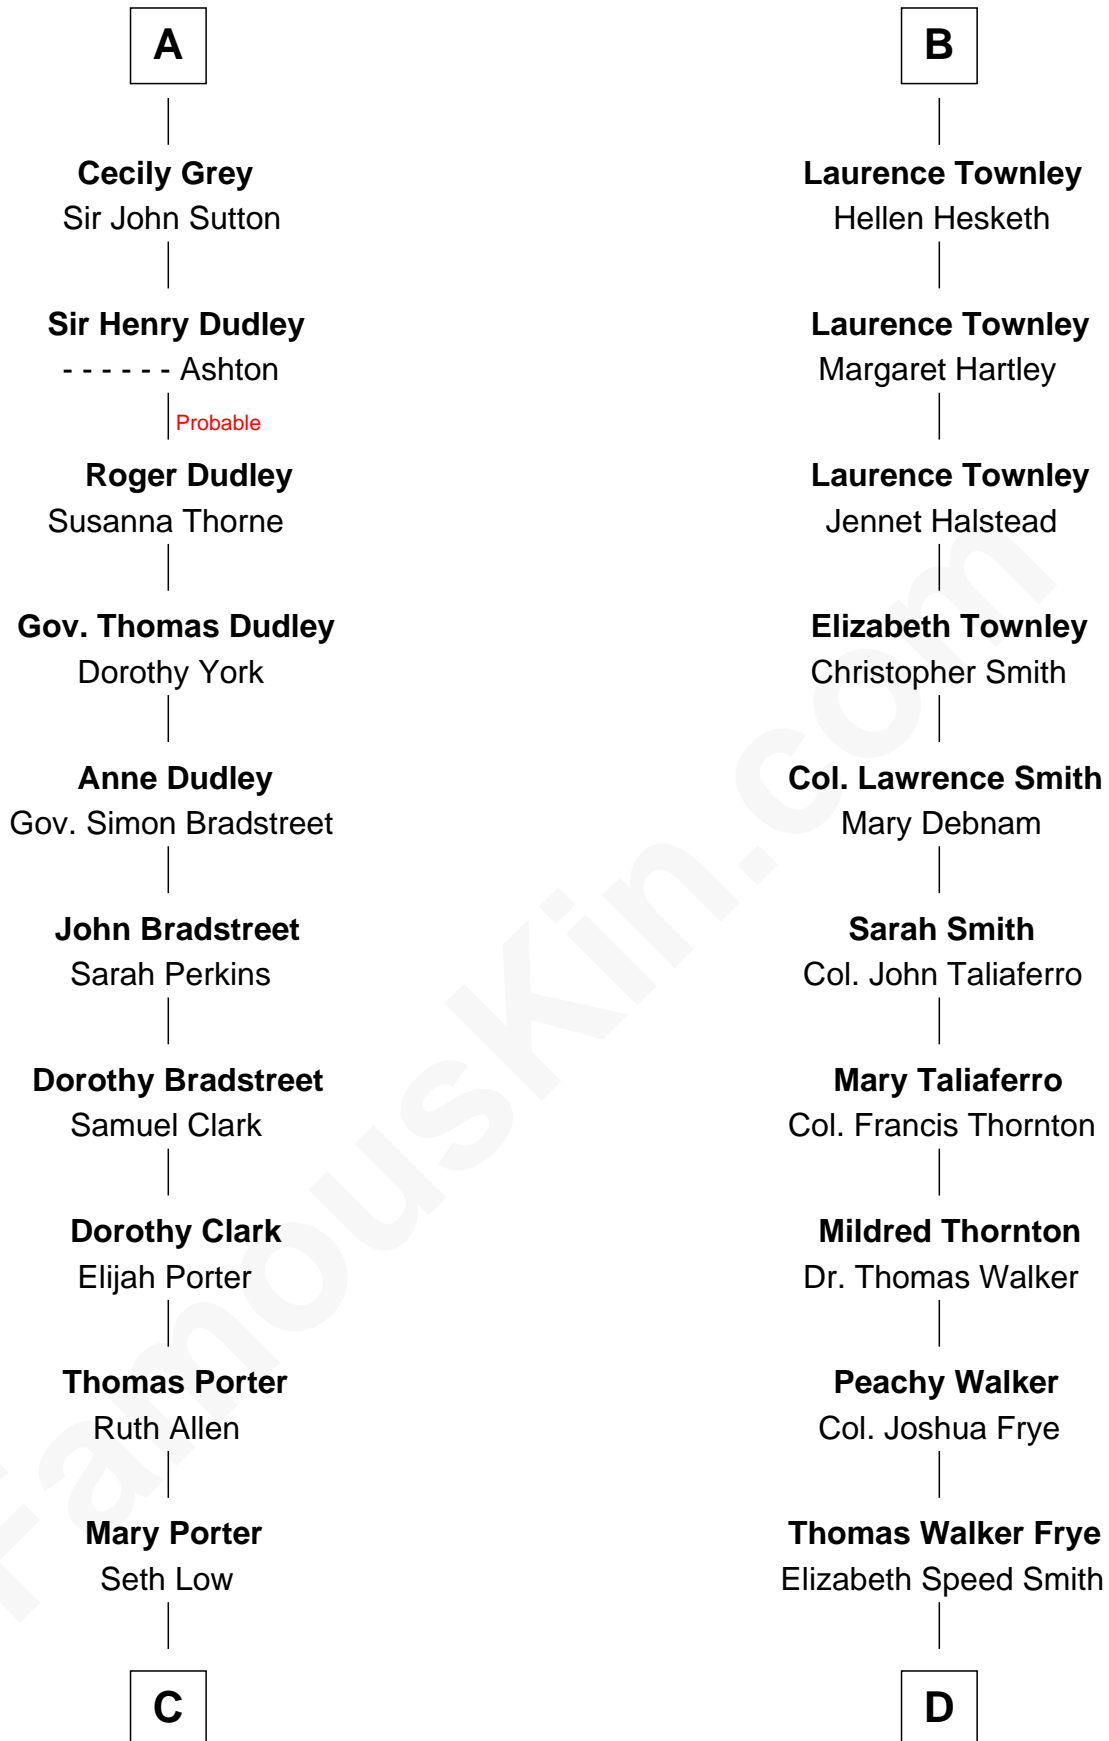 A
Cecily Grey
Sir John Sutton
Sir Henry Dudley
- - - - - - Ashton
Probable
Roger Dudley
Susanna Thorne
Gov. Thomas Dudley
Dorothy York
Anne Dudley
Gov. Simon Bradstreet
John Bradstreet
Sarah Perkins
Dorothy Bradstreet
Samuel Clark
Dorothy Clark
Elijah Porter
Thomas Porter
Ruth Allen
Mary Porter
Seth Low
C
B
Laurence Townley
Hellen Hesketh
Laurence Townley
Margaret Hartley
Laurence Townley
Jennet Halstead
Elizabeth Townley
Christopher Smith
Col. Lawrence Smith
Mary Debnam
Sarah Smith
Col. John Taliaferro
Mary Taliaferro
Col. Francis Thornton
Mildred Thornton
Dr. Thomas Walker
Peachy Walker
Col. Joshua Frye
Thomas Walker Frye
Elizabeth Speed Smith
D
FamousKin.com